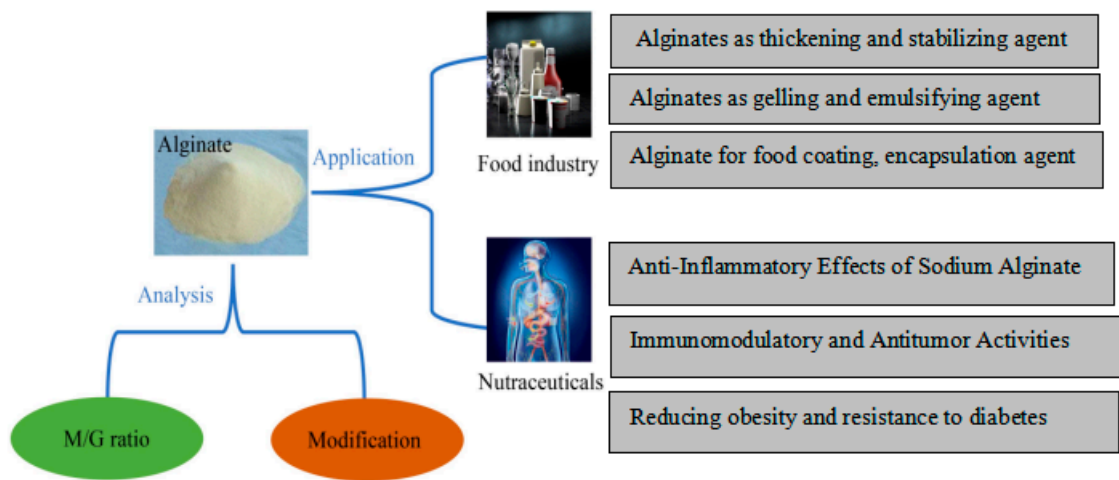 Alginates as thickening and stabilizing agent
Alginates as gelling and emulsifying agent
Alginate
Application
Food industry
Alginate for food coating, encapsulation agent
Anti-Inflammatory Effects of Sodium Alginate
Analysis
Immunomodulatory and Antitumor Activities
Nutraceuticals
Reducing obesity and resistance to diabetes
M/G ratio
Modification